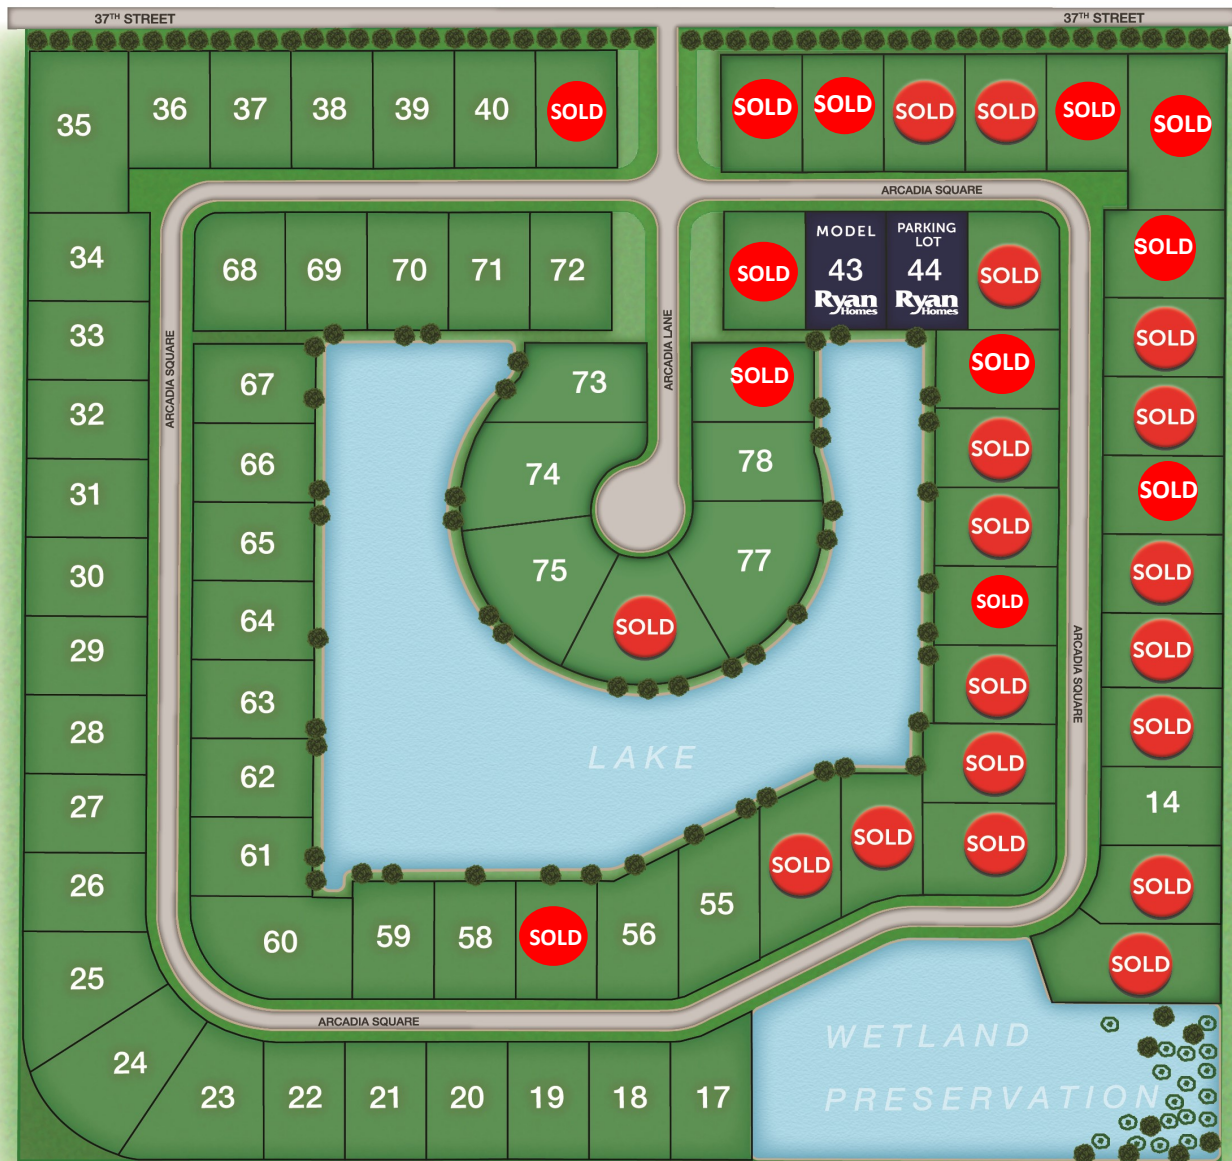 37TH STREET
37TH STREET
35
36
37
38
39
40
SOLD
SOLD
SOLD
SOLD
SOLD
SOLD
SOLD
ARCADIA SQUARE
34
68
69
70
71
72
SOLD
MODEL
43
Ryan
Homes
PARKING
LOT
44
Ryan
Homes
SOLD
SOLD
33
ARCADIA SQUARE
67
73
ARCADIA LANE
SOLD
SOLD
SOLD
32
66
74
78
SOLD
SOLD
31
65
75
77
SOLD
SOLD
30
64
SOLD
SOLD
SOLD
29
63
SOLD
ARCADIA SQUARE
SOLD
28
62
LAKE
SOLD
SOLD
27
61
SOLD
SOLD
SOLD
14
26
60
59
58
SOLD
56
55
SOLD
25
SOLD
ARCADIA SQUARE
24
23
22
21
20
19
18
17
WETLAND
PRESERVATION